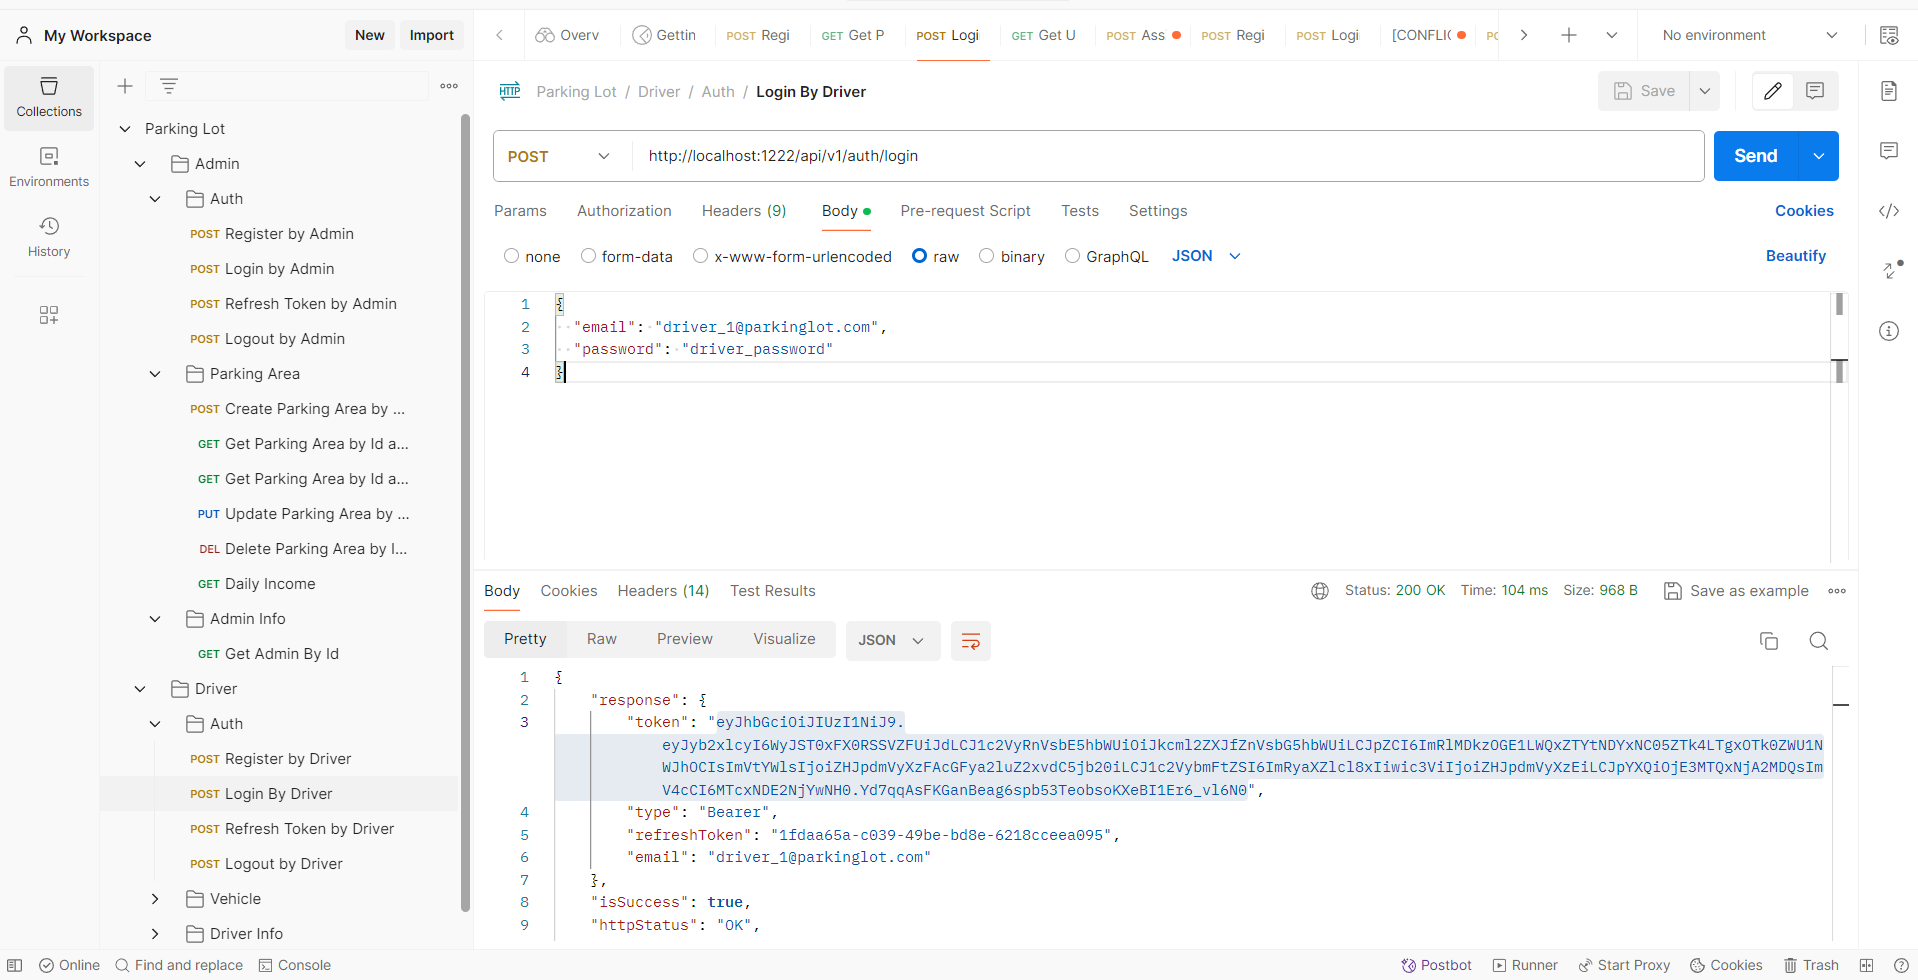 My Workspace
New
Import
Overv
Gettin
POST Regi
GET Get P
POST Logi
GET Get U
POST Ass
POST Regi
POST Logi
[CONFLIC
No environment
Collections
Environments
History
Parking Lot
Admin
Auth
POST Register by Admin
POST Login by Admin
POST Refresh Token by Admin
POST Logout by Admin
Parking Area
POST Create Parking Area by ...
GET Get Parking Area by Id a...
GET Get Parking Area by Id a...
PUT Update Parking Area by ...
DEL Delete Parking Area by I...
GET Daily Income
Admin Info
GET Get Admin By Id
Driver
Auth
POST Register by Driver
POST Login By Driver
POST Refresh Token by Driver
POST Logout by Driver
Vehicle
Driver Info
HTTP Parking Lot / Driver / Auth / Login By Driver
Save
POST http://localhost:1222/api/v1/auth/login
Send
Params Authorization Headers (9) Body Pre-request Script Tests Settings Cookies
none form-data x-www-form-urlencoded raw binary GraphQL JSON Beautify
1 {
2 "email": "driver_1@parkinglot.com",
3 "password": "driver_password"
4 }
Body Cookies Headers (14) Test Results Status: 200 OK Time: 104 ms Size: 968 B Save as example
Pretty Raw Preview Visualize JSON
1 {
2 "response": {
3 "token": "eyJhbGciOiJIUzI1NiJ9.
eyJyb2xlcyI6WyJST0xFX0RSSVZFUiJdLCJ1c2VyRnVsbE5hbWUiOiJkcml2ZXJfZnVsbG5hbWUiLCJpZCI6ImRlMDkzOGE1LWQxZTYtNDYxNC05ZTk4LTgxOTk0ZWU1N
WJhOCIsImVtYWlsIjoiZHJpdmVyXzFAcGFya2luZ2xvdC5jb20iLCJ1c2VybmFtZSI6ImRyaXZlcl8xIiwic3ViIjoiZHJpdmVyXzEiLCJpYXQiOjE3MTQxNjA2MDQsIm
V4cCI6MTcxNDE2NjYwNH0.Yd7qqAsFKGanBeag6spb53TeobsoKXeBI1Er6_vl6N0",
4 "type": "Bearer",
5 "refreshToken": "1fdaa65a-c039-49be-bd8e-6218cceea095",
6 "email": "driver_1@parkinglot.com"
7 },
8 "isSuccess": true,
9 "httpStatus": "OK",
Online Find and replace Console Postbot Runner Start Proxy Cookies Trash